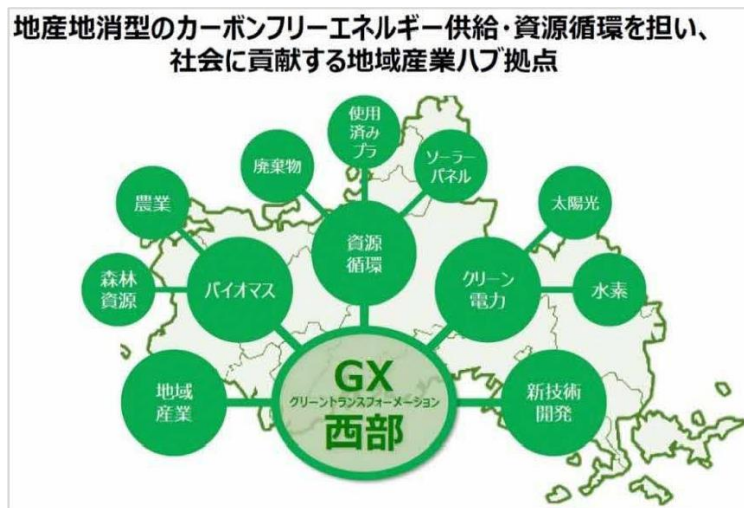 地産地消型のカーボンフリーエネルギー供給・資源循環を担い、
社会に貢献する地域産業ハブ拠点
使用
済み
プラ
廃棄物
ソーラー
パネル
農業
太陽光
資源
循環
森林
資源
バイオマス
クリーン
電力
水素
地域
産業
GX
グリーントランスフォーメーション
西部
新技術
開発